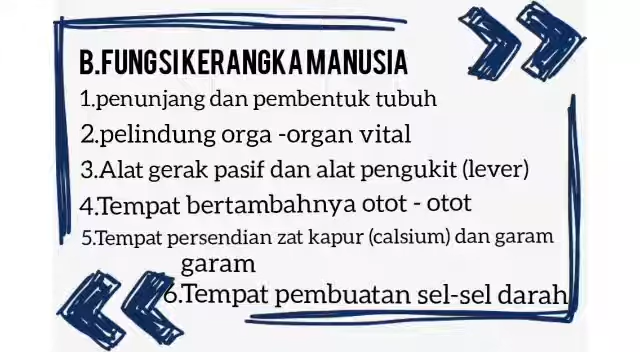 B.FUNGSI KERANGKA MANUSIA
1.penunjang dan pembentuk tubuh
2.pelindung orga -organ vital
3.Alat gerak pasif dan alat pengukit (lever)
4.Tempat bertambahnya otot - otot
5.Tempat persendian zat kapur (calsium) dan garam
garam
6.Tempat pembuatan sel-sel darah